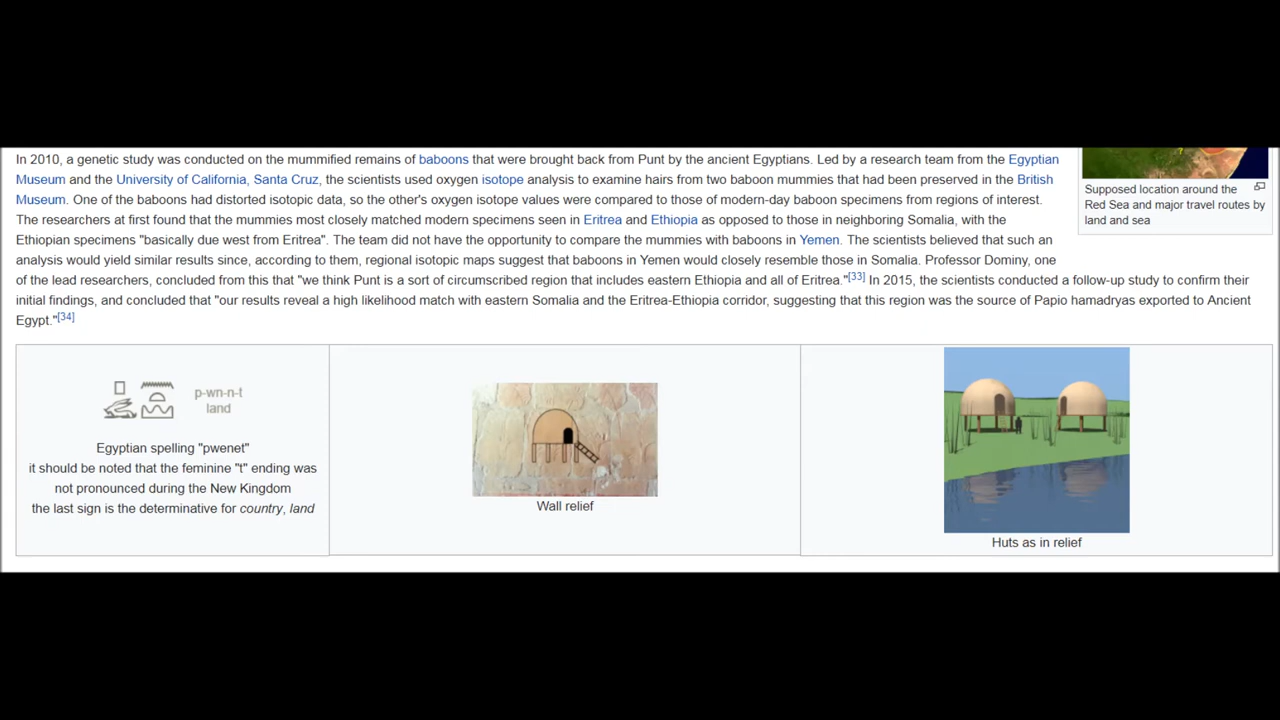 In 2010, a genetic study was conducted on the mummified remains of baboons that were brought back from Punt by the ancient Egyptians. Led by a research team from the Egyptian
Museum and the University of California, Santa Cruz, the scientists used oxygen isotope analysis to examine hairs from two baboon mummies that had been preserved in the British
Museum. One of the baboons had distorted isotopic data, so the other's oxygen isotope values were compared to those of modern-day baboon specimens from regions of interest.
The researchers at first found that the mummies most closely matched modern specimens seen in Eritrea and Ethiopia as opposed to those in neighboring Somalia, with the
Ethiopian specimens "basically due west from Eritrea". The team did not have the opportunity to compare the mummies with baboons in Yemen. The scientists believed that such an
analysis would yield similar results since, according to them, regional isotopic maps suggest that baboons in Yemen would closely resemble those in Somalia. Professor Dominy, one
of the lead researchers, concluded from this that "we think Punt is a sort of circumscribed region that includes eastern Ethiopia and all of Eritrea."[33] In 2015, the scientists conducted a follow-up study to confirm their
initial findings, and concluded that "our results reveal a high likelihood match with eastern Somalia and the Eritrea-Ethiopia corridor, suggesting that this region was the source of Papio hamadryas exported to Ancient
Egypt."[34]
Supposed location around the
Red Sea and major travel routes by
land and sea
p-wn-n-t
land
Egyptian spelling "pwenet"
it should be noted that the feminine "t" ending was
not pronounced during the New Kingdom
the last sign is the determinative for country, land
Wall relief
Huts as in relief